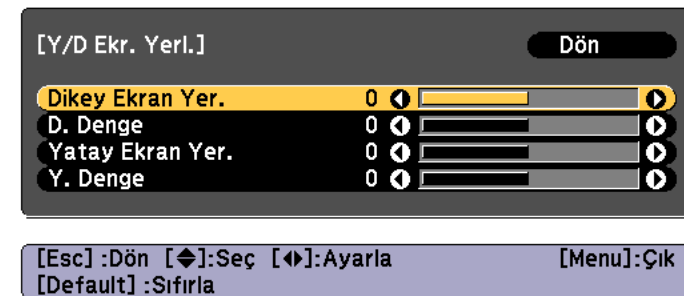 [Y/D Ekr. Yerl.] Dön
Dikey Ekran Yer. 0
D. Denge 0
Yatay Ekran Yer. 0
Y. Denge 0
[Esc] :Dön [◆]:Seç [◀▶]:Ayarla [Menu]:Çık
[Default] :Sıfırla